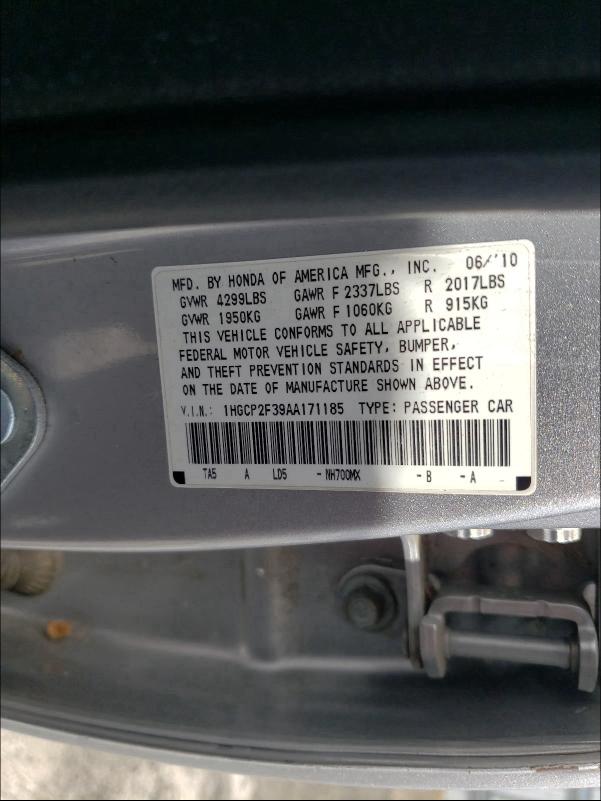 MFD. BY HONDA OF AMERICA MFG., INC. 06/'10
GVWR 4299LBS GAWR F 2337LBS R 2017LBS
GVWR 1950KG GAWR F 1060KG R 915KG
THIS VEHICLE CONFORMS TO ALL APPLICABLE
FEDERAL MOTOR VEHICLE SAFETY, BUMPER,
AND THEFT PREVENTION STANDARDS IN EFFECT
ON THE DATE OF MANUFACTURE SHOWN ABOVE.
V.I.N.: 1HGCP2F39AA171185 TYPE: PASSENGER CAR
TA5 A LD5 -NH700MX -B -A -